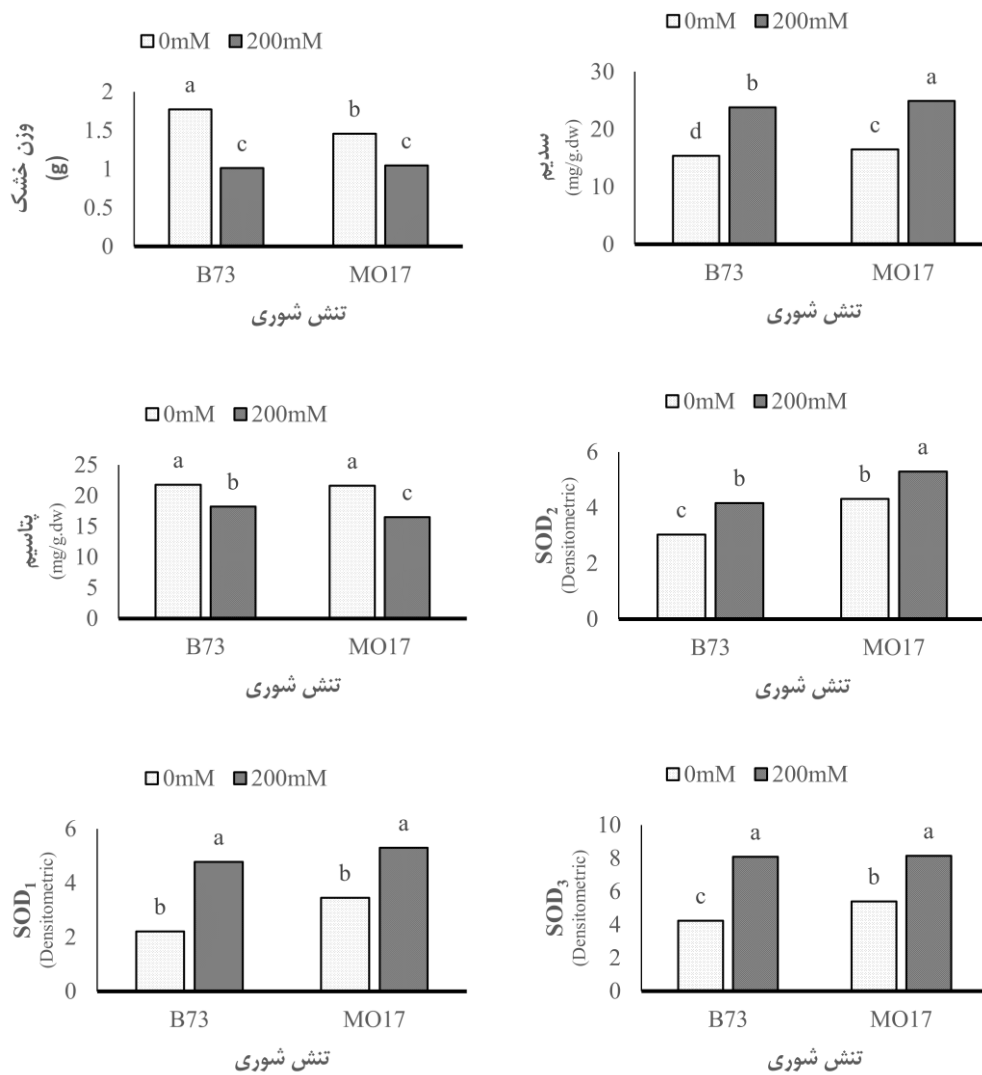 0mM 200mM
وزن خشک
(g)
2
1.5
1
0.5
0
a
c
b
c
B73 MO17
تنش شوری
0mM 200mM
سدیم
(mg/g.dw)
30
20
10
0
d
b
c
a
B73 MO17
تنش شوری
0mM 200mM
پتاسیم
(mg/g.dw)
25
20
15
10
5
0
a
b
a
c
B73 MO17
تنش شوری
0mM 200mM
SOD₂
(Densitometric)
6
4
2
0
c
b
b
a
B73 MO17
تنش شوری
0mM 200mM
SOD₁
(Densitometric)
6
4
2
0
b
a
b
a
B73 MO17
تنش شوری
0mM 200mM
SOD₃
(Densitometric)
10
8
6
4
2
0
c
a
b
a
B73 MO17
تنش شوری